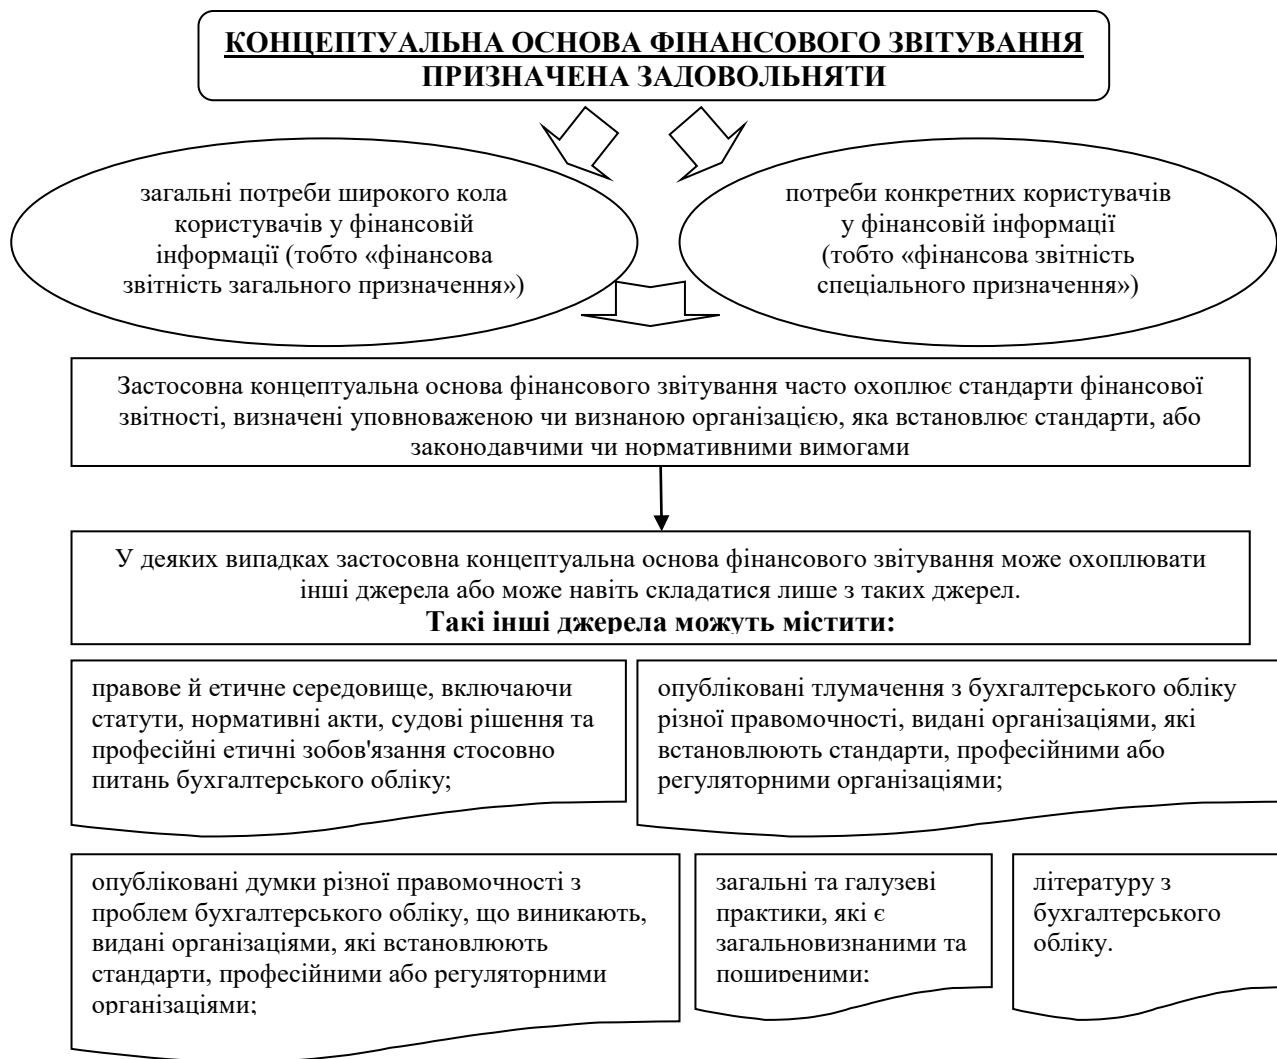 КОНЦЕПТУАЛЬНА ОСНОВА ФІНАНСОВОГО ЗВІТУВАННЯ
ПРИЗНАЧЕНА ЗАДОВОЛЬНЯТИ
загальні потреби широкого кола
користувачів у фінансовій
інформації (тобто «фінансова
звітність загального призначення»)
потреби конкретних користувачів
у фінансовій інформації
(тобто «фінансова звітність
спеціального призначення»)
Застосовна концептуальна основа фінансового звітування часто охоплює стандарти фінансової
звітності, визначені уповноваженою чи визнаною організацією, яка встановлює стандарти, або
законодавчими чи нормативними вимогами
У деяких випадках застосовна концептуальна основа фінансового звітування може охоплювати
інші джерела або може навіть складатися лише з таких джерел.
Такі інші джерела можуть містити:
правове й етичне середовище, включаючи
статути, нормативні акти, судові рішення та
професійні етичні зобов'язання стосовно
питань бухгалтерського обліку;
опубліковані тлумачення з бухгалтерського обліку
різної правомочності, видані організаціями, які
встановлюють стандарти, професійними або
регуляторними організаціями;
опубліковані думки різної правомочності з
проблем бухгалтерського обліку, що виникають,
видані організаціями, які встановлюють
стандарти, професійними або регуляторними
організаціями;
загальні та галузеві
практики, які є
загальновизнаними та
поширеними;
літературу з
бухгалтерського
обліку.